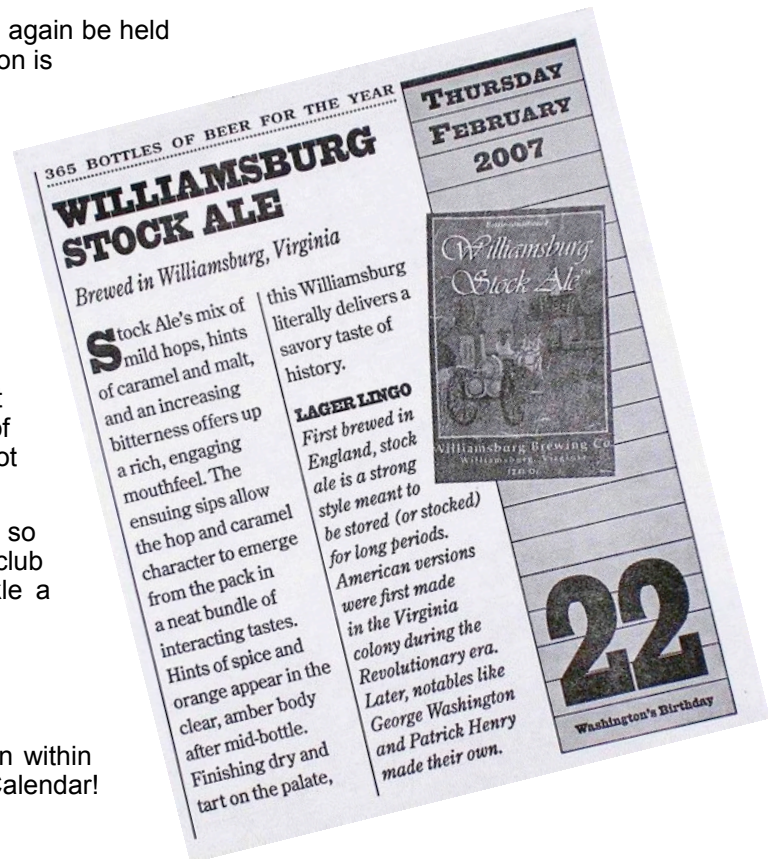 again be held
on is
t
of
ot
so
club
kle a
n within
Calendar!
365 BOTTLES OF BEER FOR THE YEAR
WILLIAMSBURG
STOCK ALE
Brewed in Williamsburg, Virginia
Stock Ale's mix of
mild hops, hints
of caramel and malt,
and an increasing
bitterness offers up
a rich, engaging
mouthfeel. The
ensuing sips allow
the hop and caramel
character to emerge
from the pack in
a neat bundle of
interacting tastes.
Hints of spice and
orange appear in the
clear, amber body
after mid-bottle.
Finishing dry and
tart on the palate,
this Williamsburg
literally delivers a
savory taste of
history.
LAGER LINGO
First brewed in
England, stock
ale is a strong
style meant to
be stored (or stocked)
for long periods.
American versions
were first made
in the Virginia
colony during the
Revolutionary era.
Later, notables like
George Washington
and Patrick Henry
made their own.
THURSDAY
FEBRUARY
2007
Williamsburg
Stock Ale™
Williamsburg Brewing Co
Williamsburg, Virginia
22
Washington's Birthday